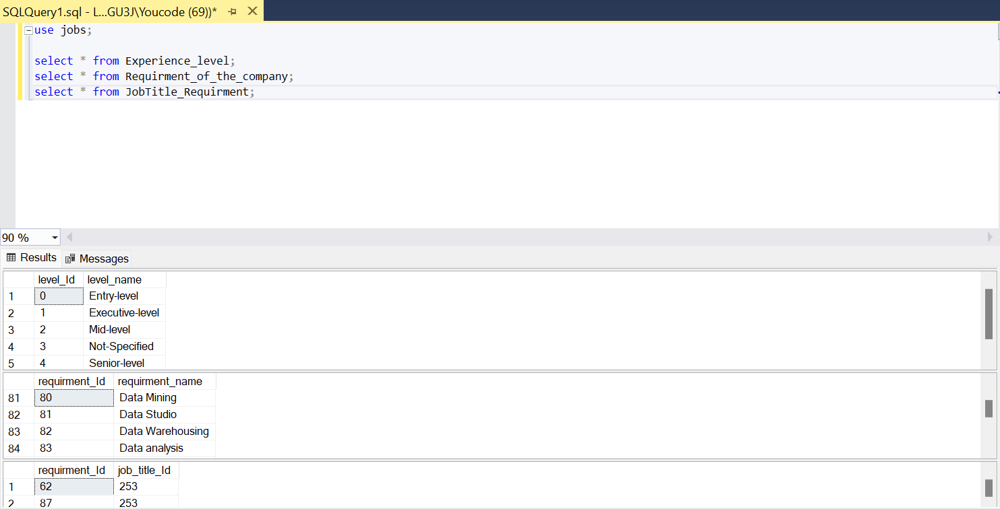 SQLQuery1.sql - L...GU3J\Youcode (69))*
use jobs;
select * from Experience_level;
select * from Requirment_of_the_company;
select * from JobTitle_Requirment;
90 %
Results Messages
level_Id level_name
1 0 Entry-level
2 1 Executive-level
3 2 Mid-level
4 3 Not-Specified
5 4 Senior-level
requirment_Id requirment_name
81 80 Data Mining
82 81 Data Studio
83 82 Data Warehousing
84 83 Data analysis
requirment_Id job_title_Id
1 62 253
2 87 253